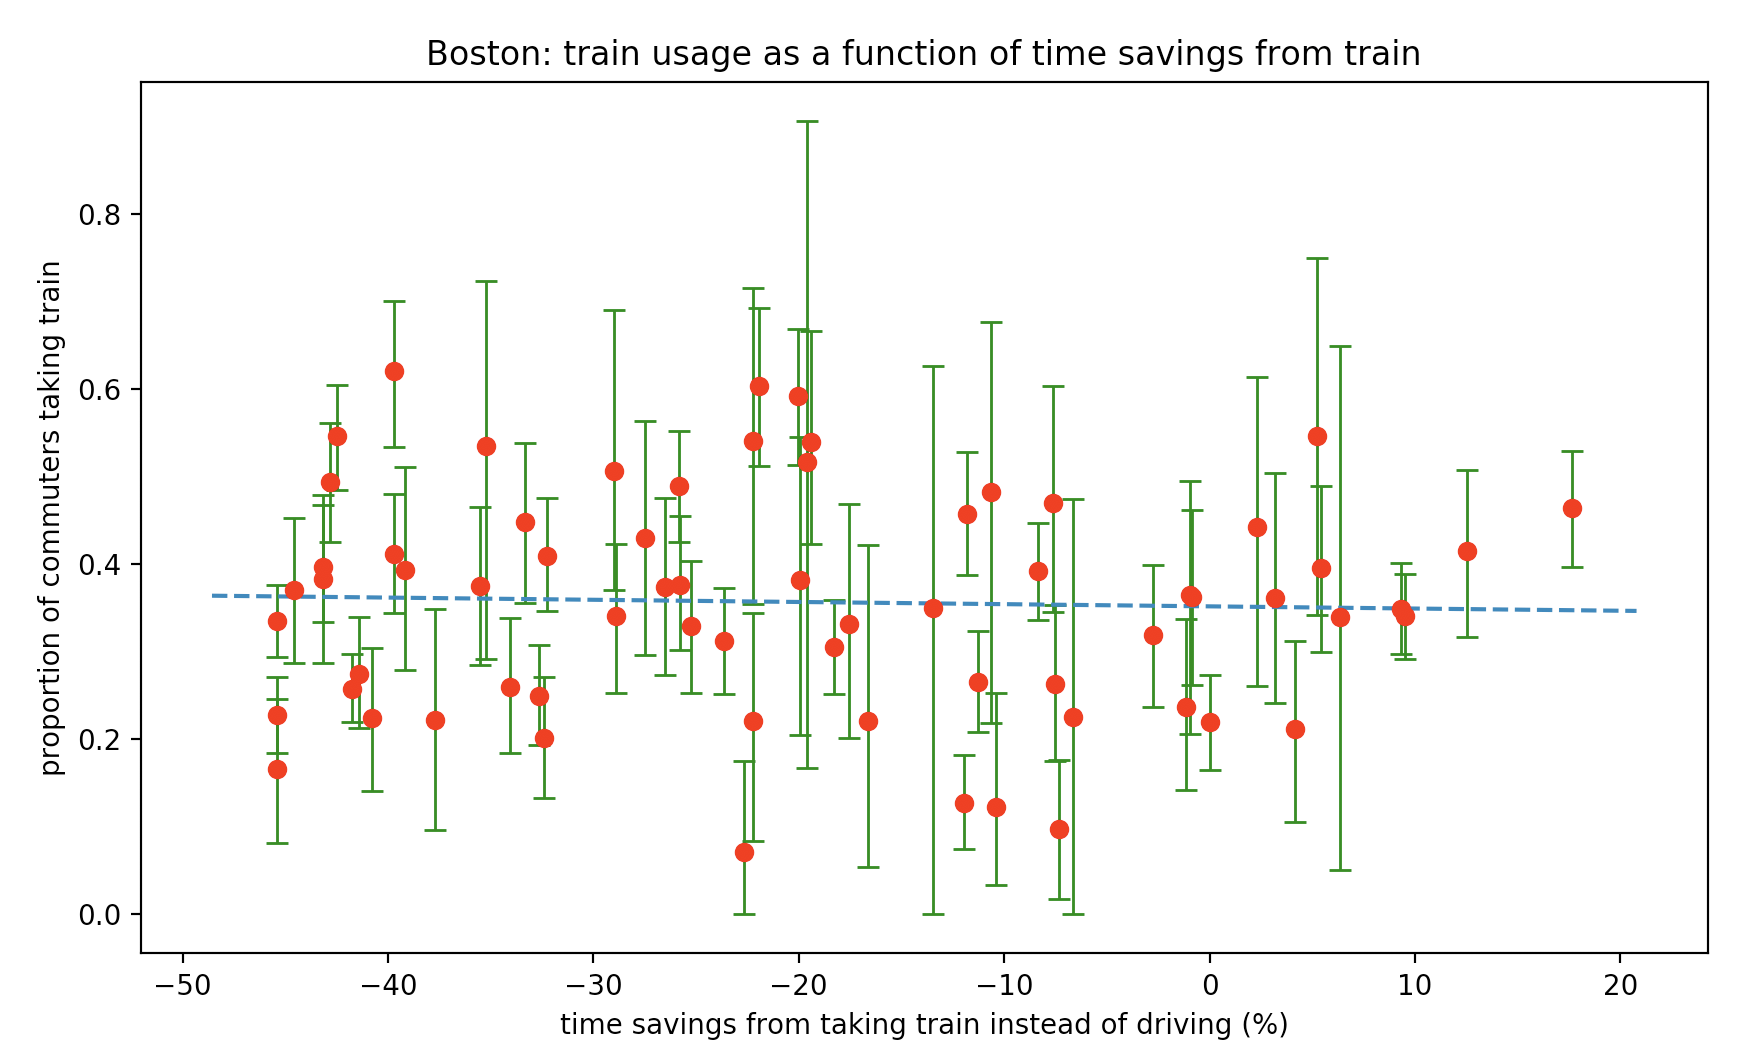 Boston: train usage as a function of time savings from train
proportion of commuters taking train
0.8
0.6
0.4
0.2
0.0
−50 −40 −30 −20 −10 0 10 20
time savings from taking train instead of driving (%)